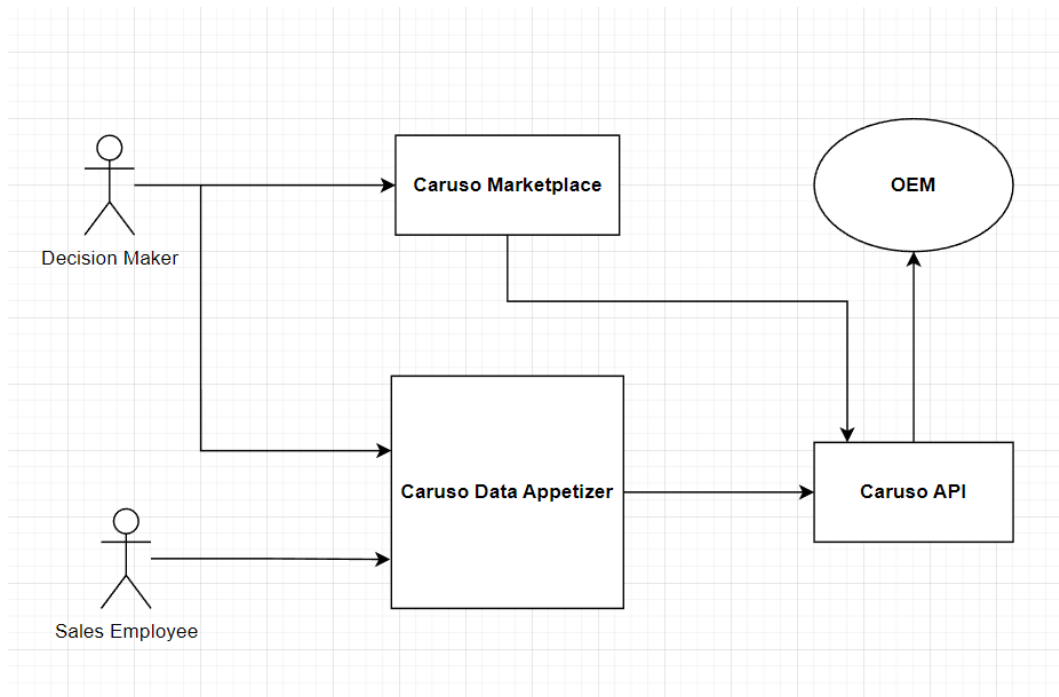 Caruso Marketplace
OEM
Decision Maker
Caruso Data Appetizer
Caruso API
Sales Employee